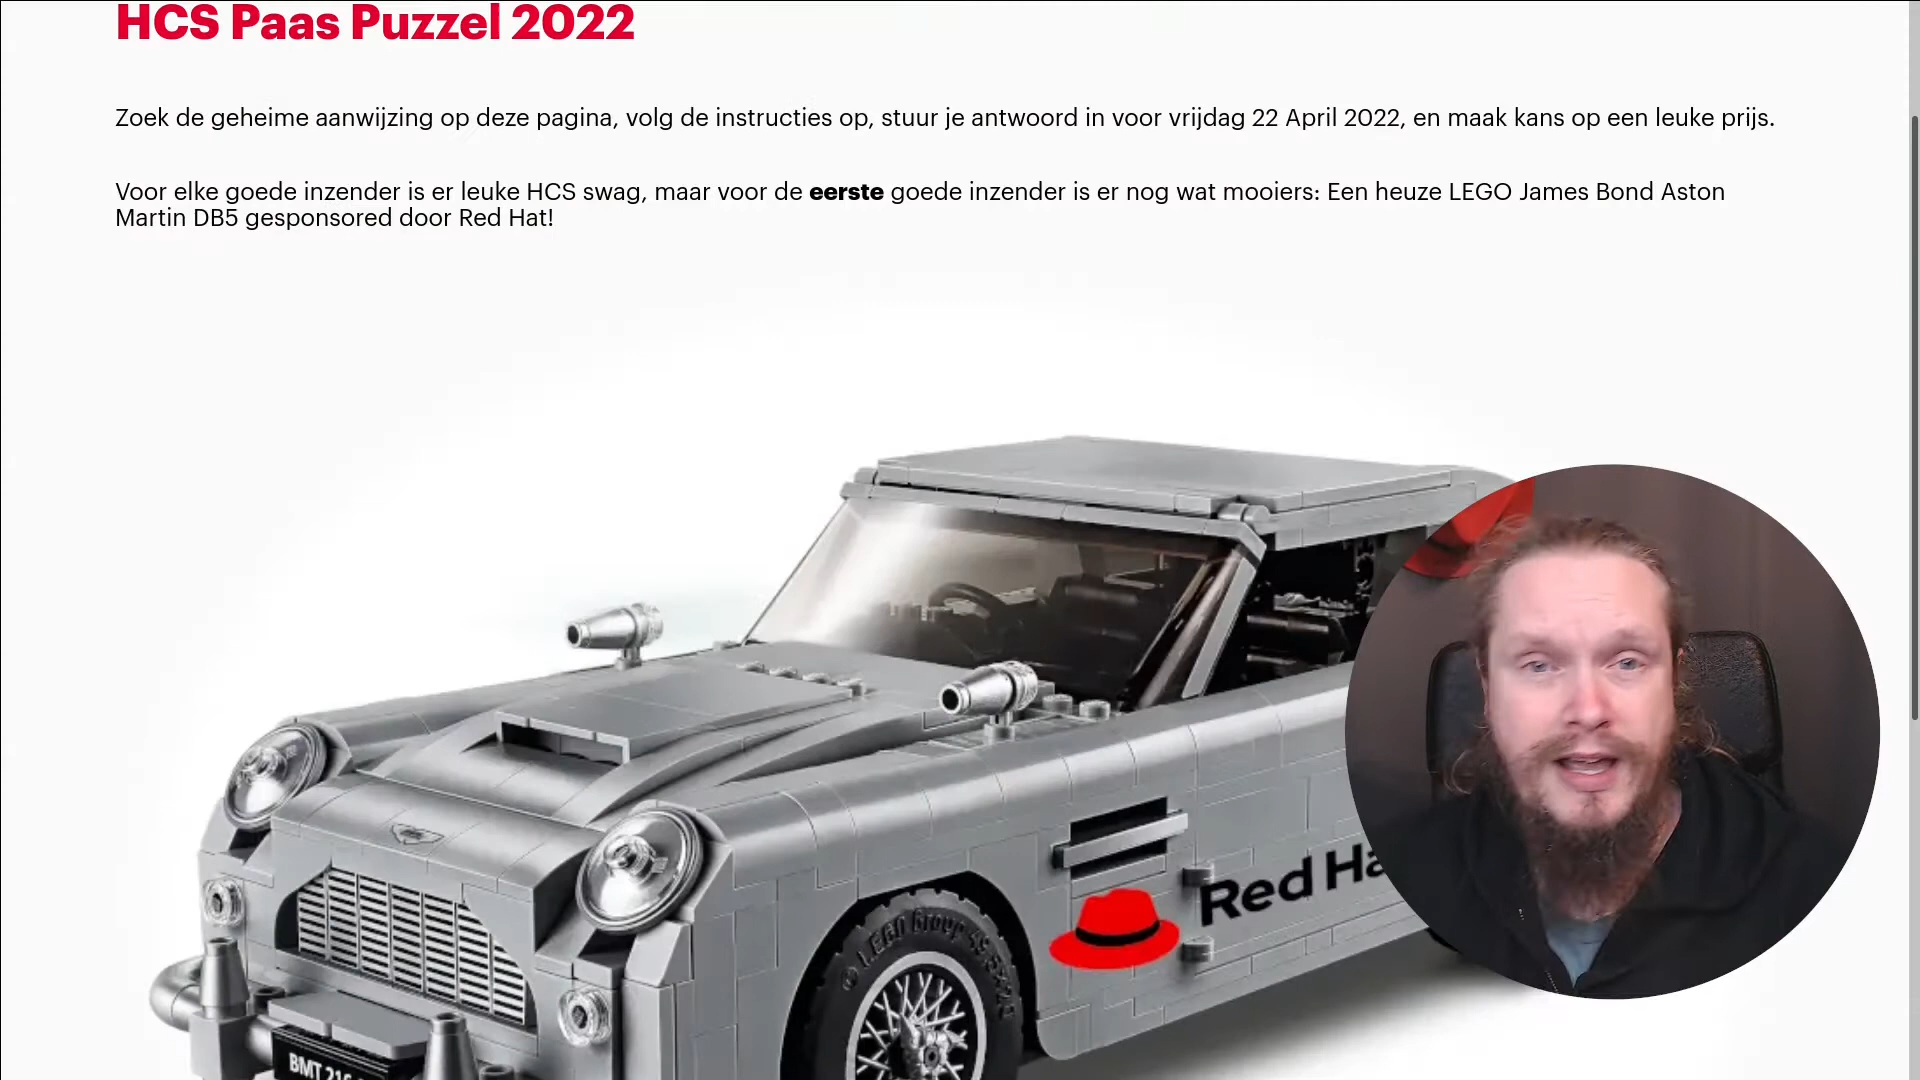 HCS Paas Puzzel 2022
Zoek de geheime aanwijzing op deze pagina, volg de instructies op, stuur je antwoord in voor vrijdag 22 April 2022, en maak kans op een leuke prijs.
Voor elke goede inzender is er leuke HCS swag, maar voor de eerste goede inzender is er nog wat mooiers: Een heuze LEGO James Bond Aston
Martin DB5 gesponsored door Red Hat!
Red Ha
BMT 216